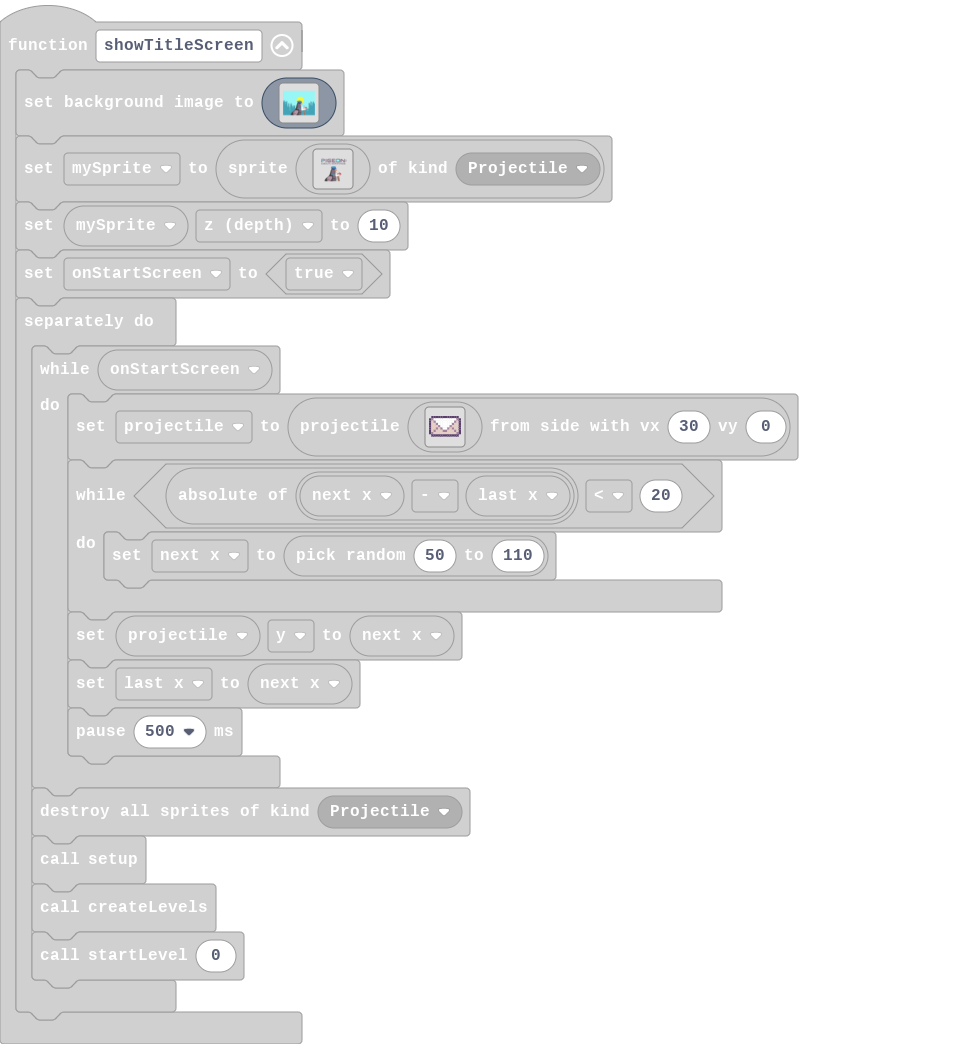 function showTitleScreen
set background image to
set mySprite to sprite PIGEON of kind Projectile
set mySprite z (depth) to 10
set onStartScreen to true
separately do
while onStartScreen
do
set projectile to projectile from side with vx 30 vy 0
while absolute of next x - last x < 20
do
set next x to pick random 50 to 110
set projectile y to next x
set last x to next x
pause 500 ms
destroy all sprites of kind Projectile
call setup
call createLevels
call startLevel 0